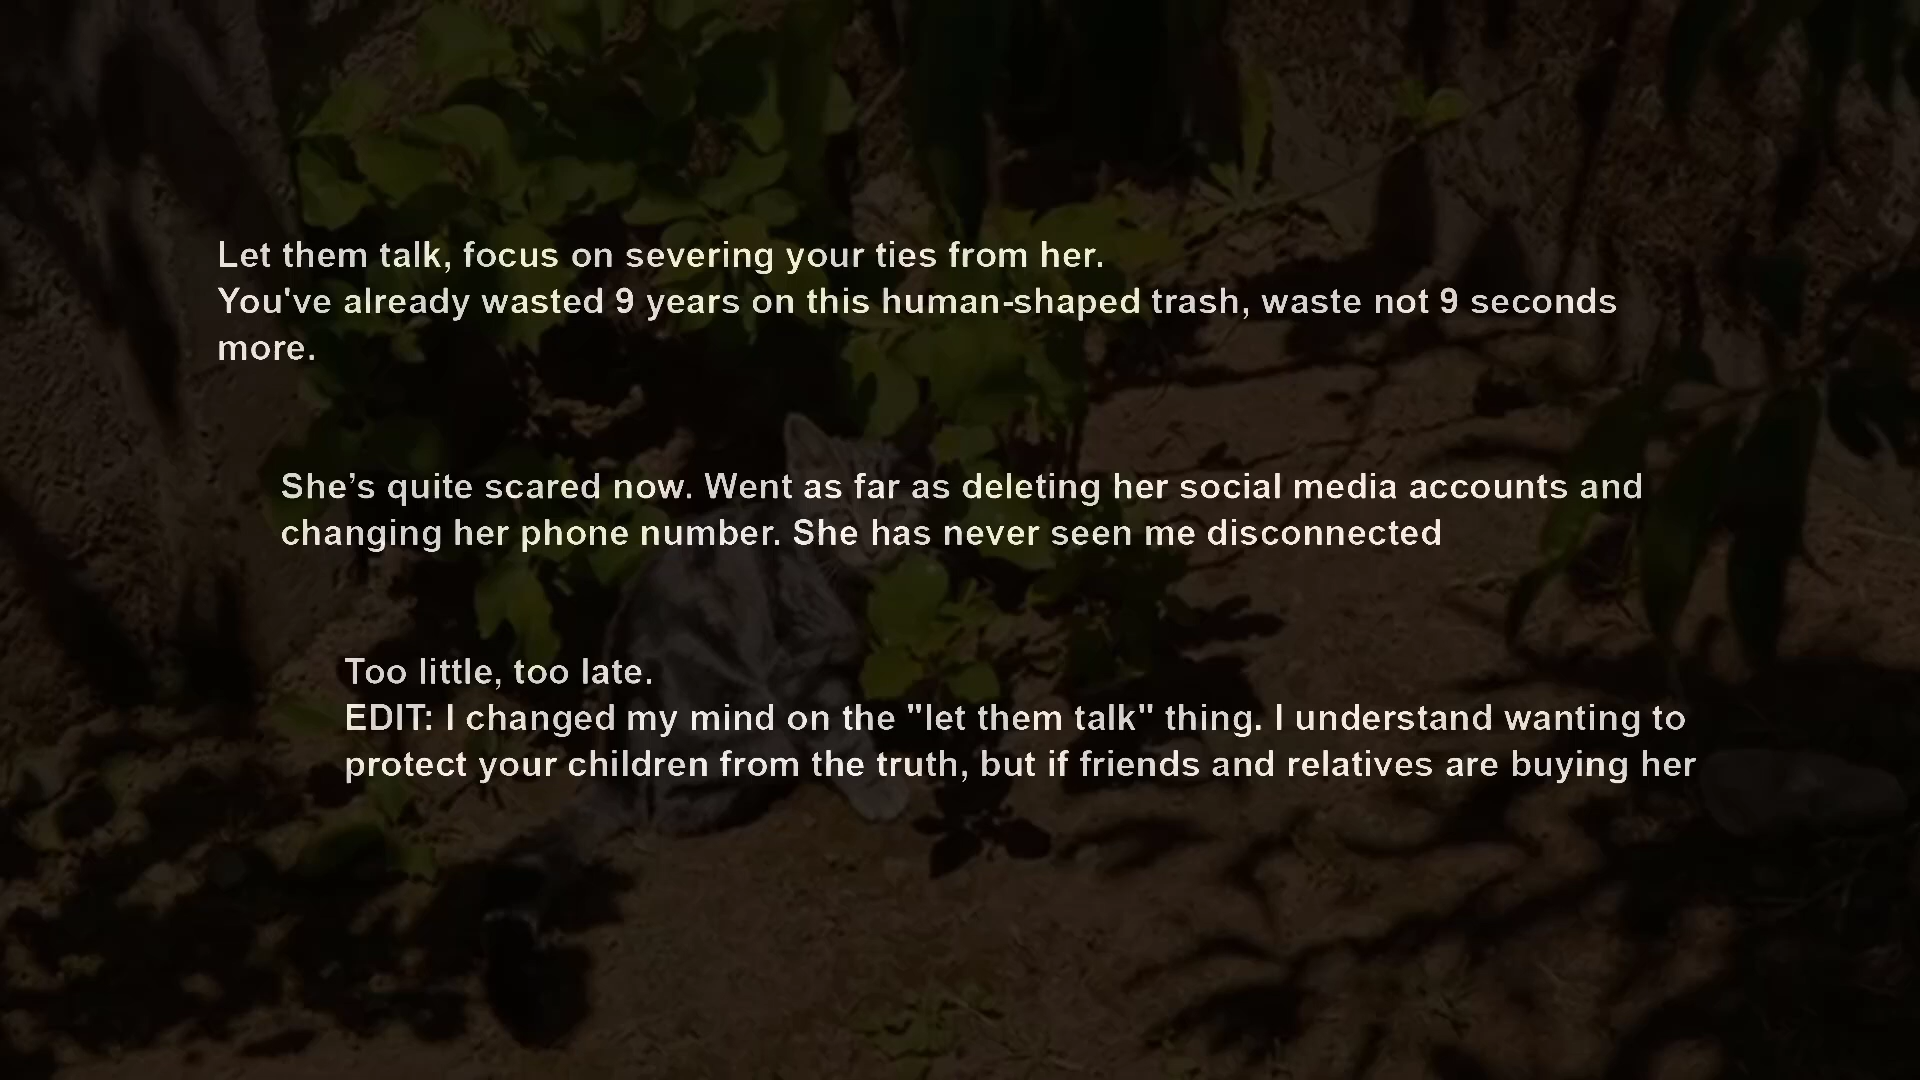 Let them talk, focus on severing your ties from her.
You've already wasted 9 years on this human-shaped trash, waste not 9 seconds
more.
She’s quite scared now. Went as far as deleting her social media accounts and
changing her phone number. She has never seen me disconnected
Too little, too late.
EDIT: I changed my mind on the "let them talk" thing. I understand wanting to
protect your children from the truth, but if friends and relatives are buying her